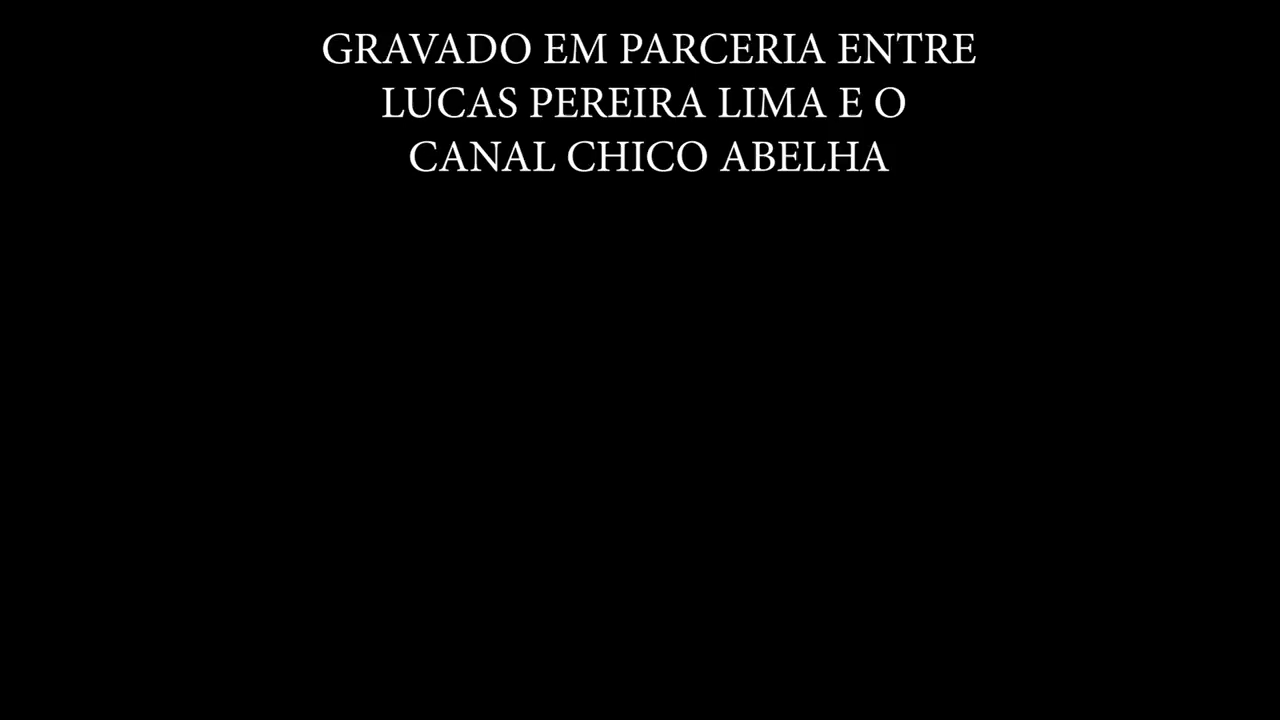 GRAVADO EM PARCERIA ENTRE
LUCAS PEREIRA LIMA E O
CANAL CHICO ABELHA